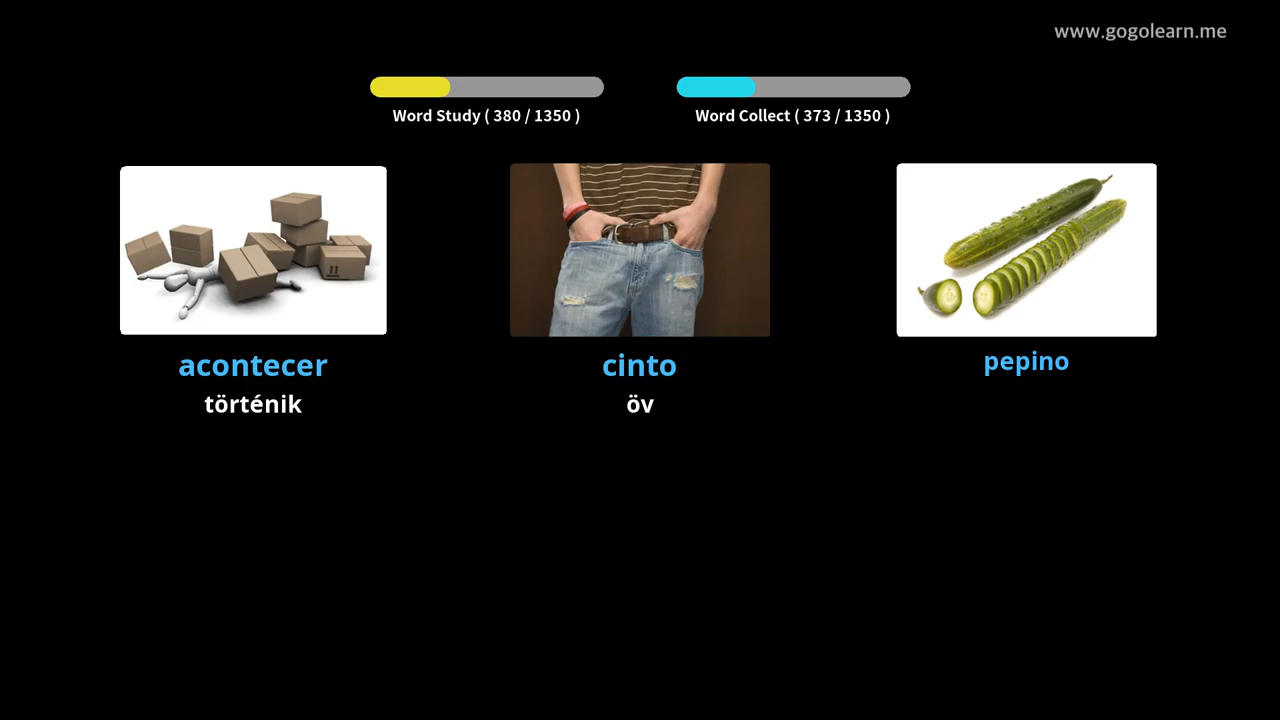 www.gogolearn.me
Word Study ( 380 / 1350 )
Word Collect ( 373 / 1350 )
acontecer
történik
cinto
öv
pepino